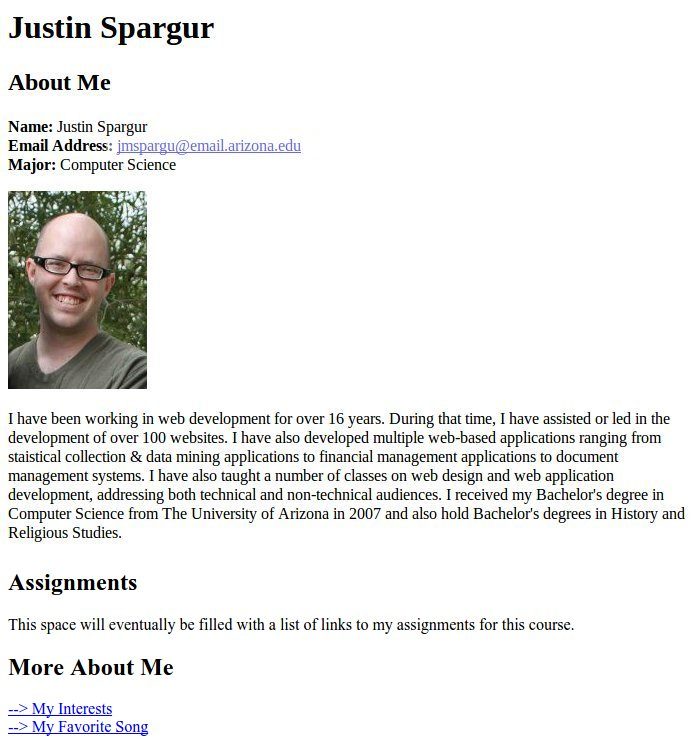 Justin Spargur
About Me
Name: Justin Spargur
Email Address: jmspargu@email.arizona.edu
Major: Computer Science
I have been working in web development for over 16 years. During that time, I have assisted or led in the
development of over 100 websites. I have also developed multiple web-based applications ranging from
staistical collection & data mining applications to financial management applications to document
management systems. I have also taught a number of classes on web design and web application
development, addressing both technical and non-technical audiences. I received my Bachelor's degree in
Computer Science from The University of Arizona in 2007 and also hold Bachelor's degrees in History and
Religious Studies.
Assignments
This space will eventually be filled with a list of links to my assignments for this course.
More About Me
--> My Interests
--> My Favorite Song